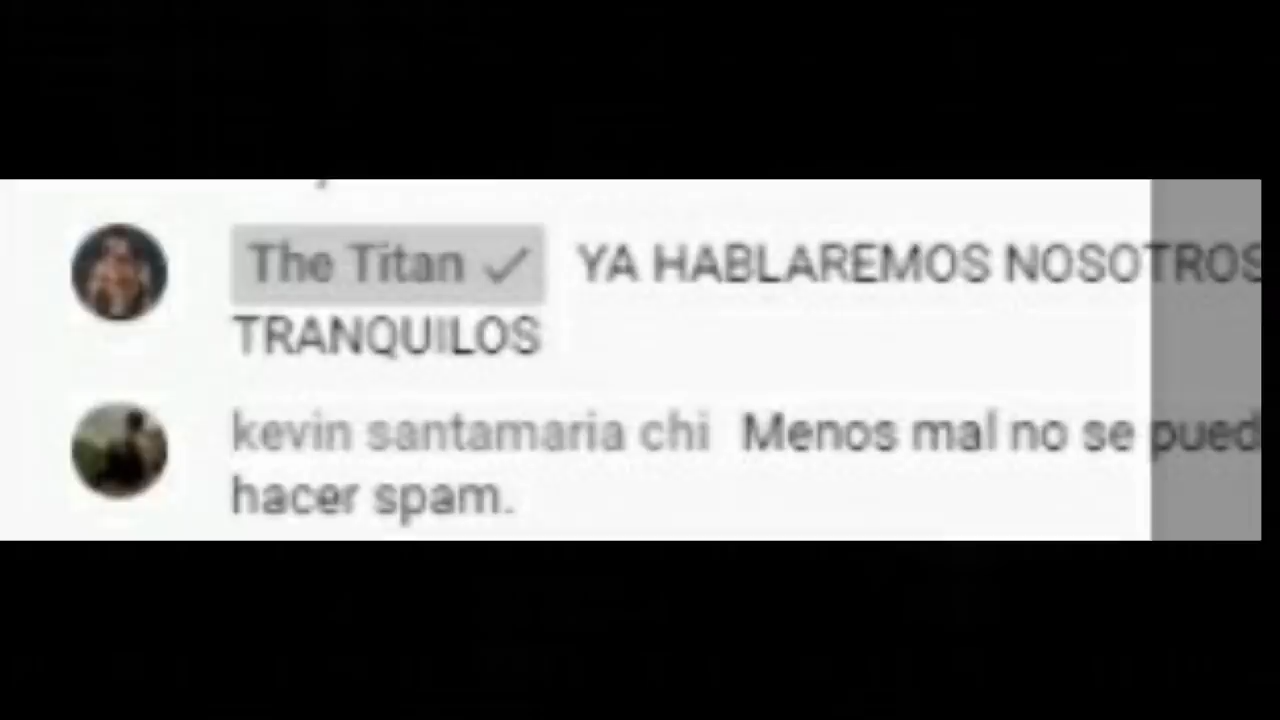 The Titan ✓ YA HABLAREMOS NOSOTROS
TRANQUILOS
kevin santamaria chi Menos mal no se pued
hacer spam.